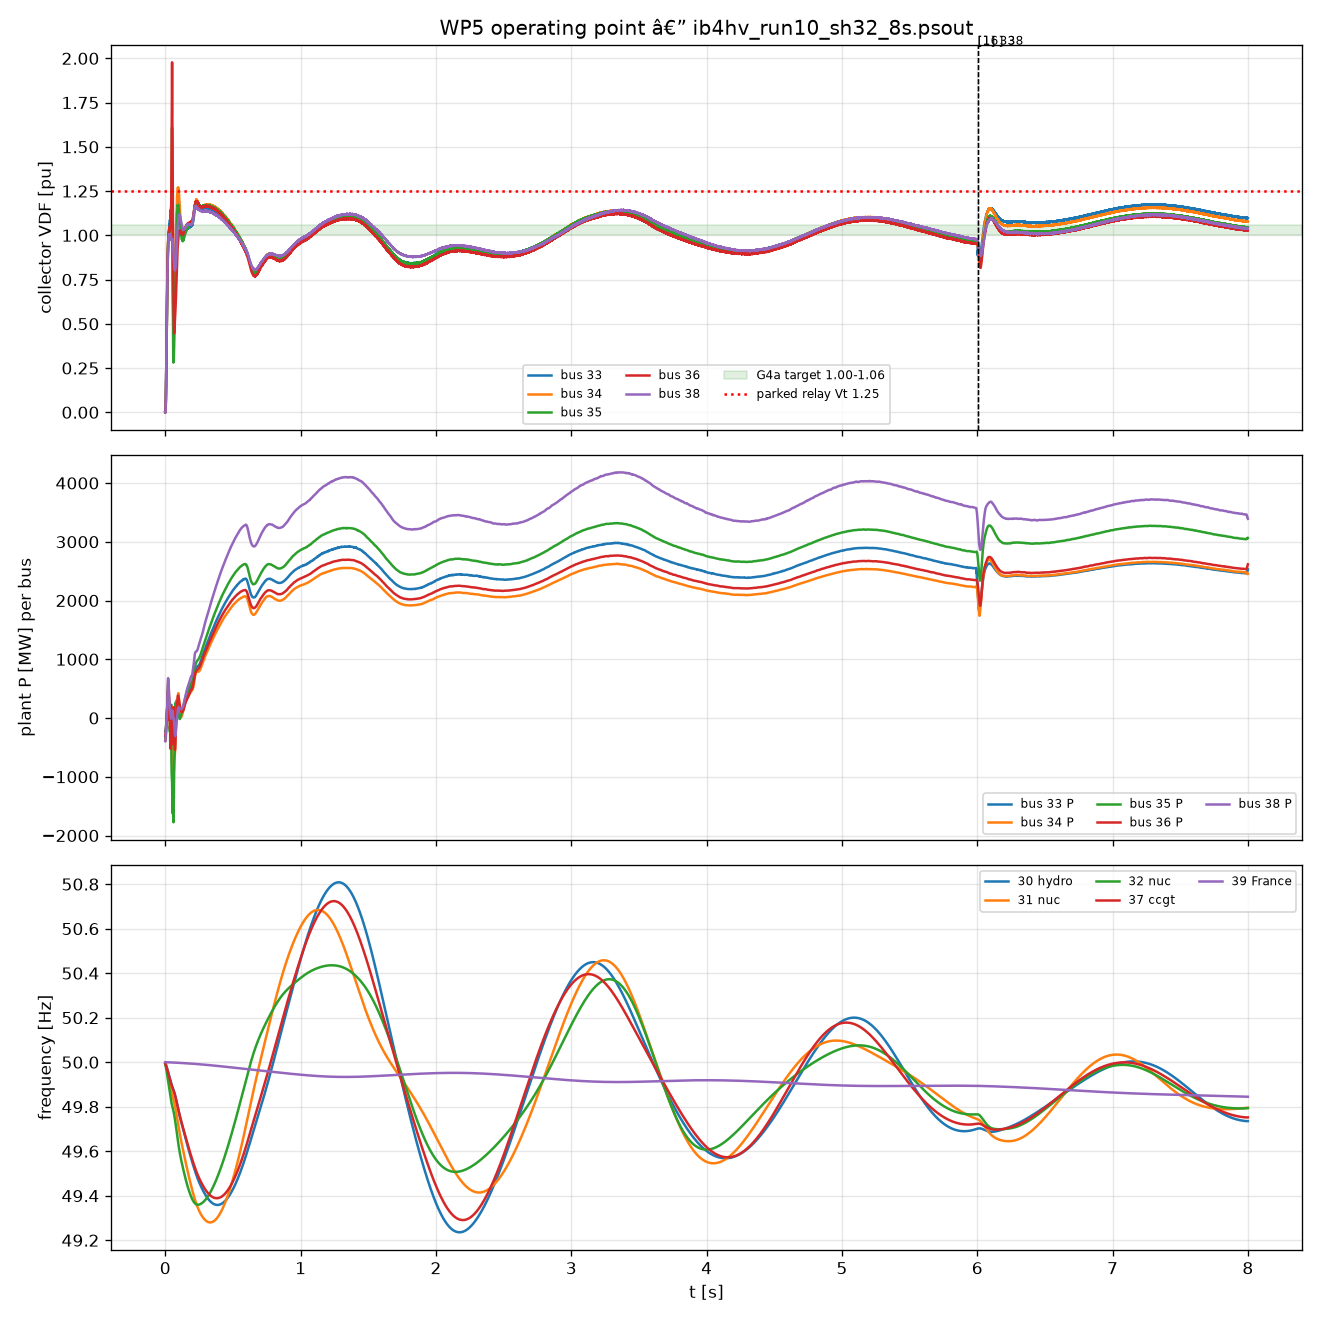 WP5 operating point â€” ib4hv_run10_sh32_8s.psout
collector VDF [pu]
2.00
1.75
1.50
1.25
1.00
0.75
0.50
0.25
0.00
bus 33
bus 34
bus 35
bus 36
bus 38
G4a target 1.00-1.06
parked relay Vt 1.25
plant P [MW] per bus
4000
3000
2000
1000
0
−1000
−2000
bus 33 P
bus 34 P
bus 35 P
bus 36 P
bus 38 P
frequency [Hz]
50.8
50.6
50.4
50.2
50.0
49.8
49.6
49.4
49.2
30 hydro
31 nuc
32 nuc
37 ccgt
39 France
0 1 2 3 4 5 6 7 8
t [s]